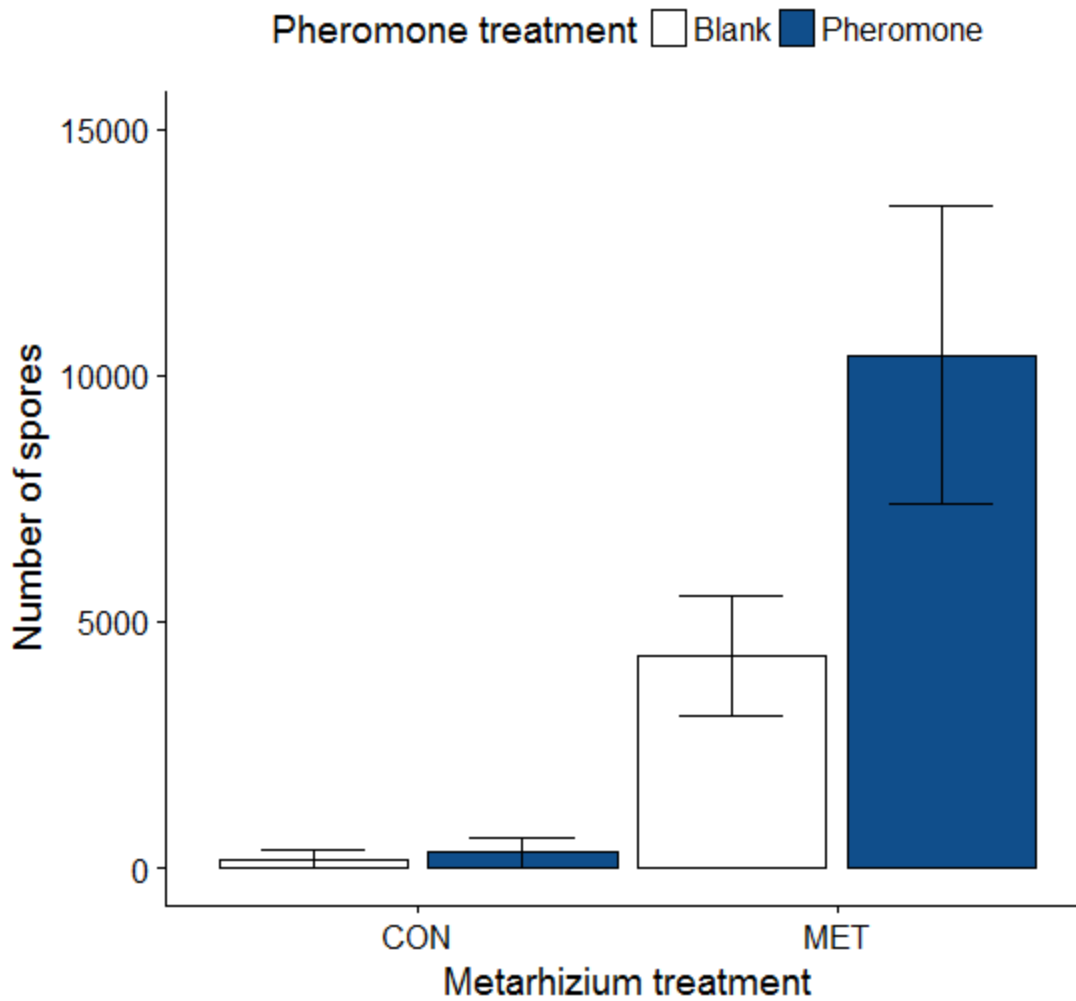 Pheromone treatment Blank Pheromone
15000
10000
5000
0
Number of spores
CON MET
Metarhizium treatment